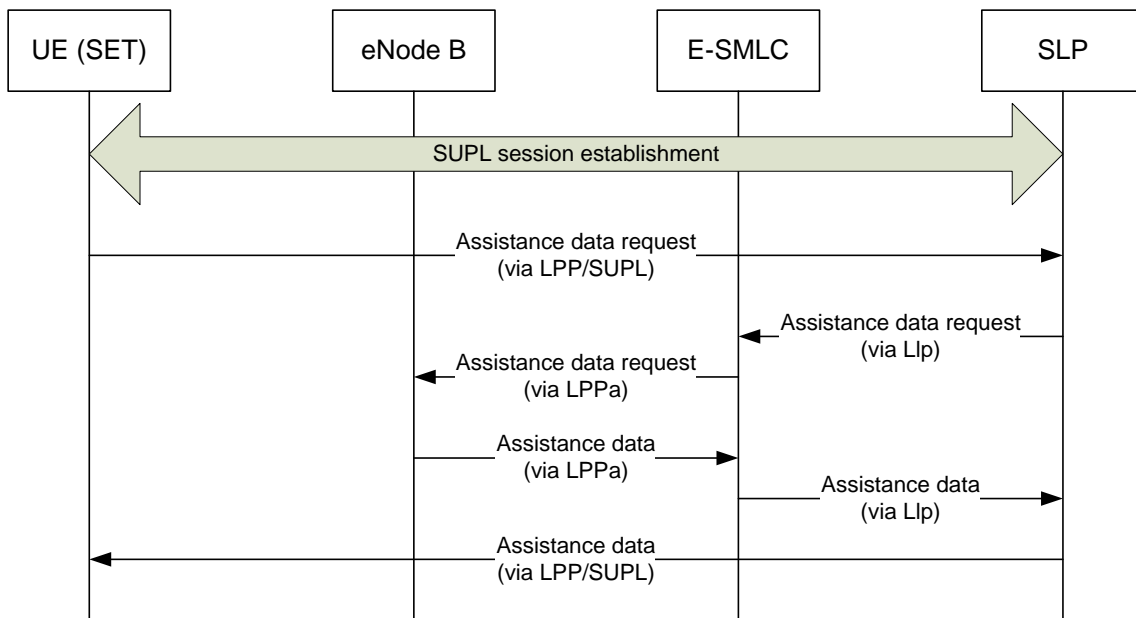 UE (SET)
eNode B
E-SMLC
SLP
SUPL session establishment
Assistance data request
(via LPP/SUPL)
Assistance data request
(via Llp)
Assistance data request
(via LPPa)
Assistance data
(via LPPa)
Assistance data
(via Llp)
Assistance data
(via LPP/SUPL)